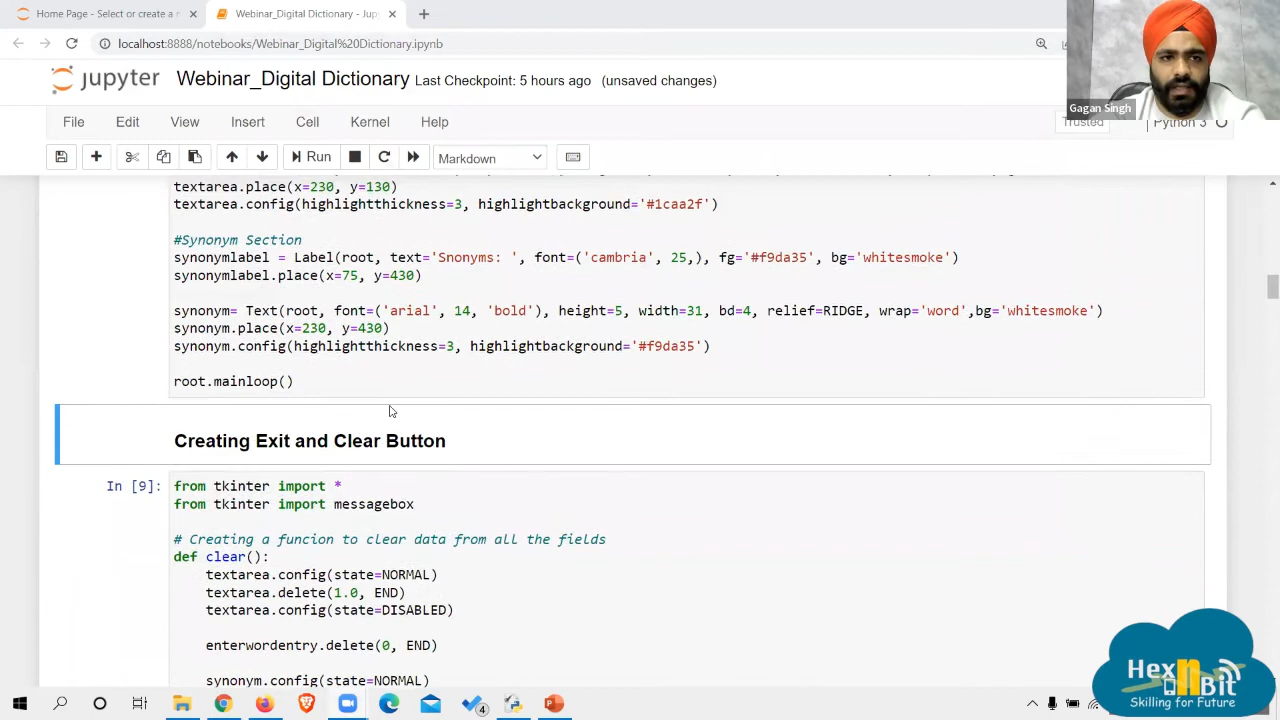 Home Page - Select or create a n
Webinar_Digital Dictionary - Jup
localhost:8888/notebooks/Webinar_Digital%20Dictionary.ipynb
jupyter Webinar_Digital Dictionary Last Checkpoint: 5 hours ago (unsaved changes)
Gagan Singh
File Edit View Insert Cell Kernel Help Trusted Python 3
Run Markdown
textarea.place(x=230, y=130)
textarea.config(highlightthickness=3, highlightbackground='#1caa2f')
#Synonym Section
synonymlabel = Label(root, text='Snonyms: ', font=('cambria', 25,), fg='#f9da35', bg='whitesmoke')
synonymlabel.place(x=75, y=430)
synonym= Text(root, font=('arial', 14, 'bold'), height=5, width=31, bd=4, relief=RIDGE, wrap='word',bg='whitesmoke')
synonym.place(x=230, y=430)
synonym.config(highlightthickness=3, highlightbackground='#f9da35')
root.mainloop()
Creating Exit and Clear Button
In [9]:
from tkinter import *
from tkinter import messagebox
# Creating a funcion to clear data from all the fields
def clear():
textarea.config(state=NORMAL)
textarea.delete(1.0, END)
textarea.config(state=DISABLED)
enterwordentry.delete(0, END)
synonym.config(state=NORMAL)
Hex n Bit
Skilling for Future
4